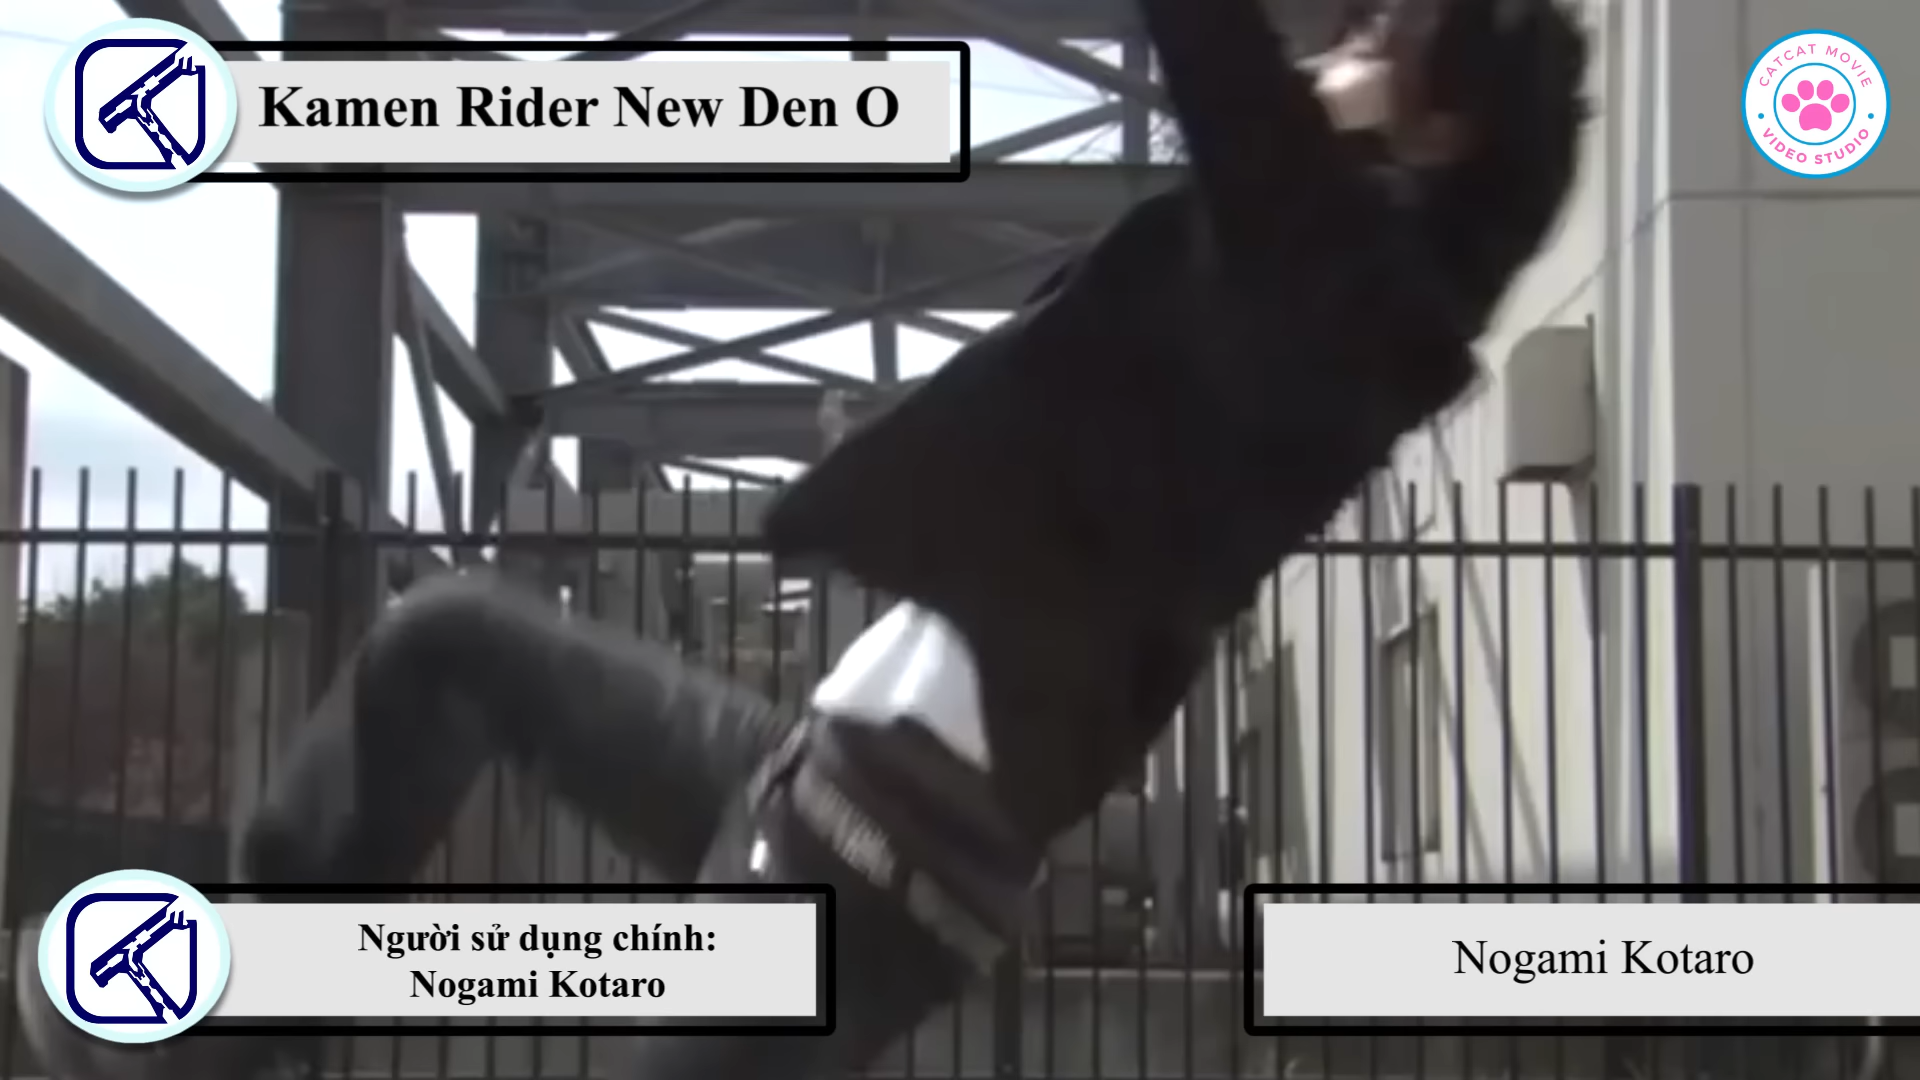 Kamen Rider New Den O
CATCAT MOVIE
VIDEO STUDIO
Người sử dụng chính:
Nogami Kotaro
Nogami Kotaro